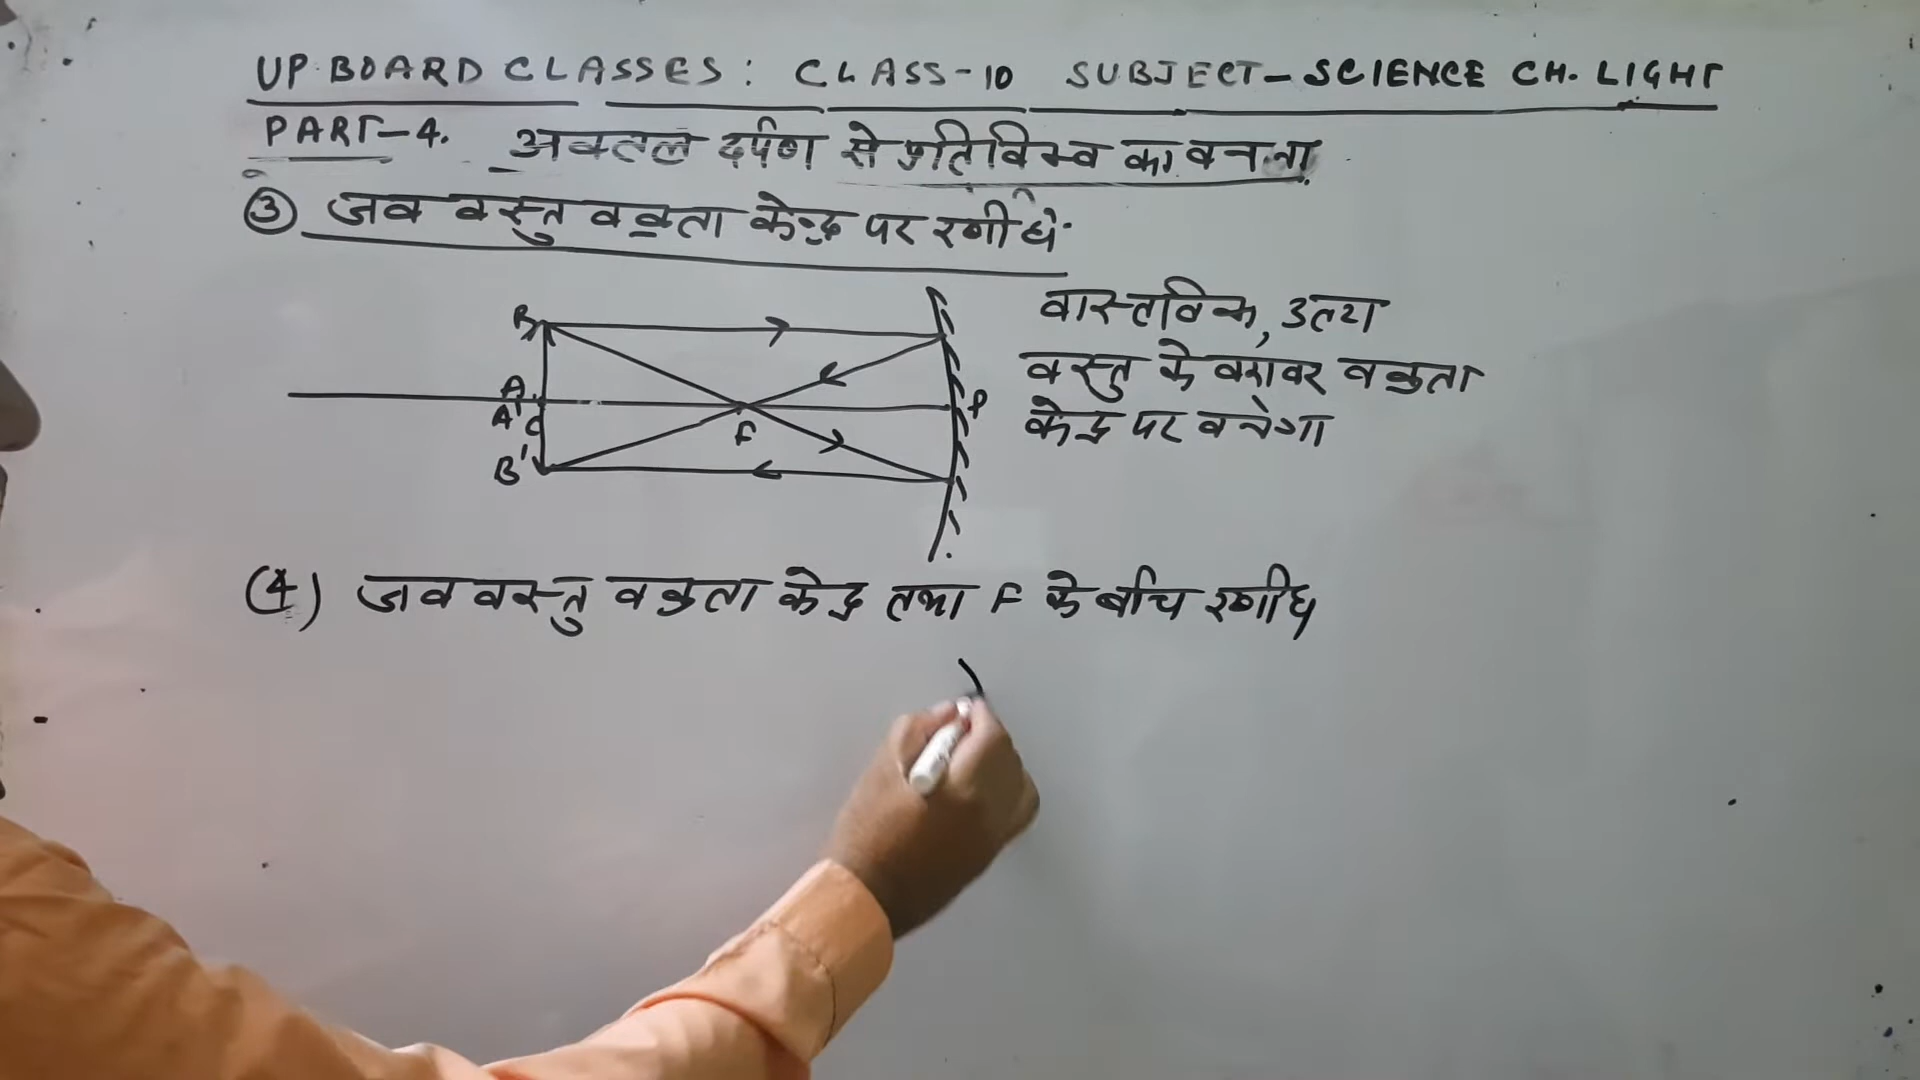 UP BOARD CLASSES: CLASS-10 SUBJECT-SCIENCE CH. LIGHT
PART-4. अवतल दर्पण से प्रतिबिम्ब का बनना
③ जब वस्तु वक्रता केन्द्र पर रखी है
B
A
A' C
B'
F
P
वास्तविक, उल्टा
वस्तु के बराबर वक्रता
केन्द्र पर बनेगा
(4) जब वस्तु वक्रता केन्द्र तथा F के बीच रखी है